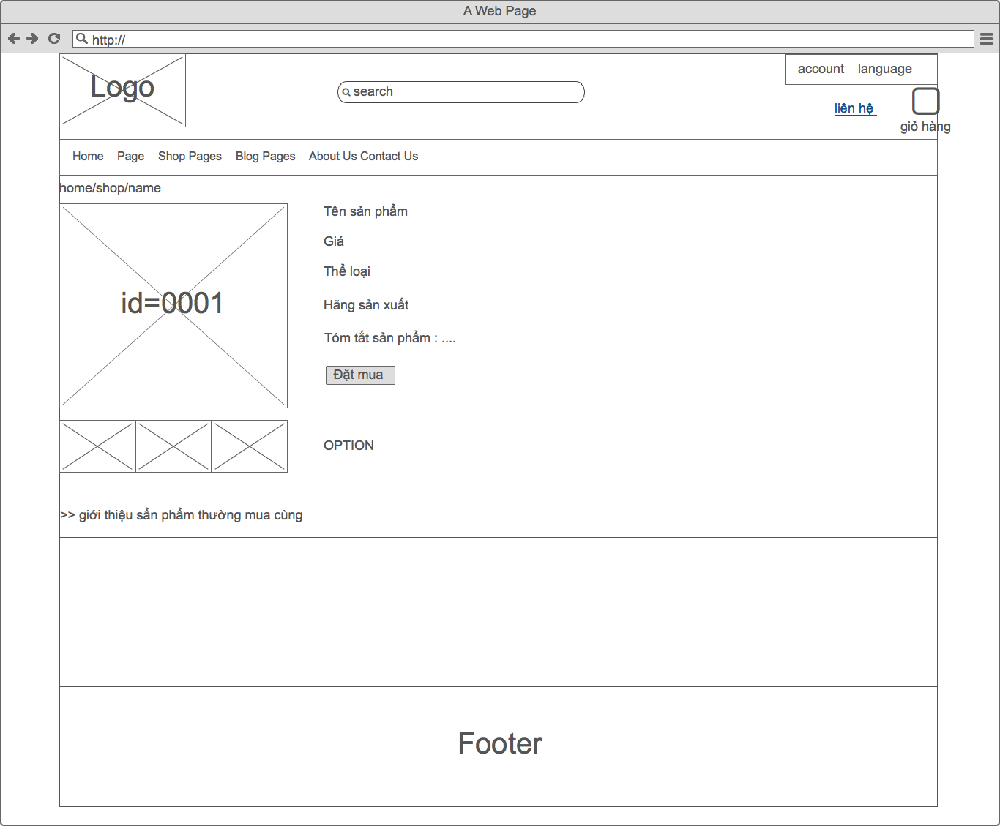 A Web Page
http://
Logo
account language
search
liên hệ
giỏ hàng
Home Page Shop Pages Blog Pages About Us Contact Us
home/shop/name
id=0001
Tên sản phẩm
Giá
Thể loại
Hãng sản xuất
Tóm tắt sản phẩm : ....
Đặt mua
OPTION
>> giới thiệu sẩn phẩm thường mua cùng
Footer